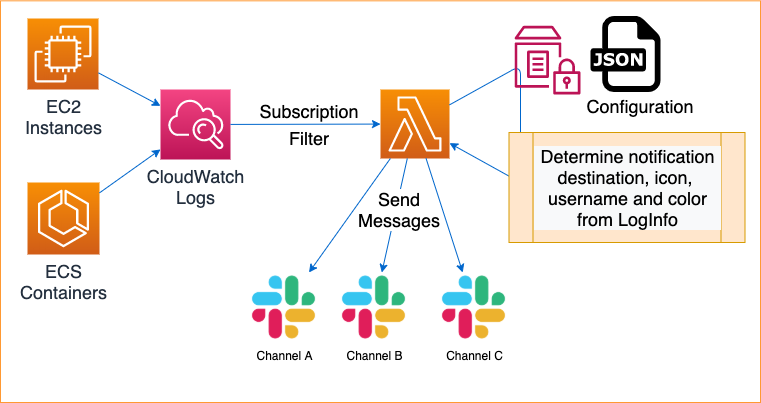 EC2
Instances
CloudWatch
Logs
ECS
Containers
Subscription
Filter
JSON
Configuration
Determine notification
destination, icon,
username and color
from LogInfo
Send
Messages
Channel A
Channel B
Channel C